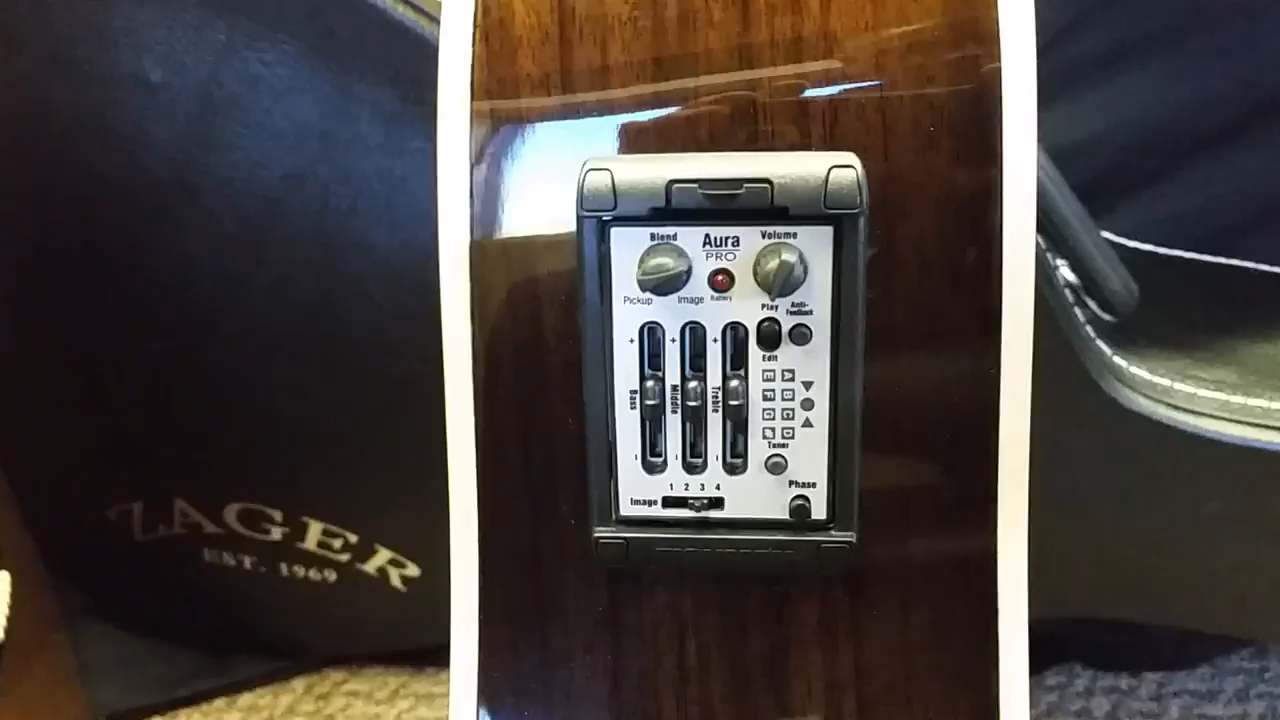 Blend
Aura
Volume
PRO
Pickup
Image
Battery
Play
Anti-
Feedback
+
+
+
Edit
E A
F B
G C
# D
Bass
Middle
Treble
-
-
-
Tuner
1 2 3 4
Image
Phase
ZAGER
EST. 1969